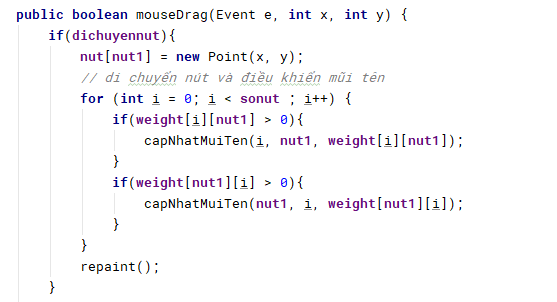 public boolean mouseDrag(Event e, int x, int y) {
if(dichuyennut){
nut[nut1] = new Point(x, y);
// di chuyển nút và điều khiển mũi tên
for (int i = 0; i < sonut ; i++) {
if(weight[i][nut1] > 0){
capNhatMuiTen(i, nut1, weight[i][nut1]);
}
if(weight[nut1][i] > 0){
capNhatMuiTen(nut1, i, weight[nut1][i]);
}
}
repaint();
}